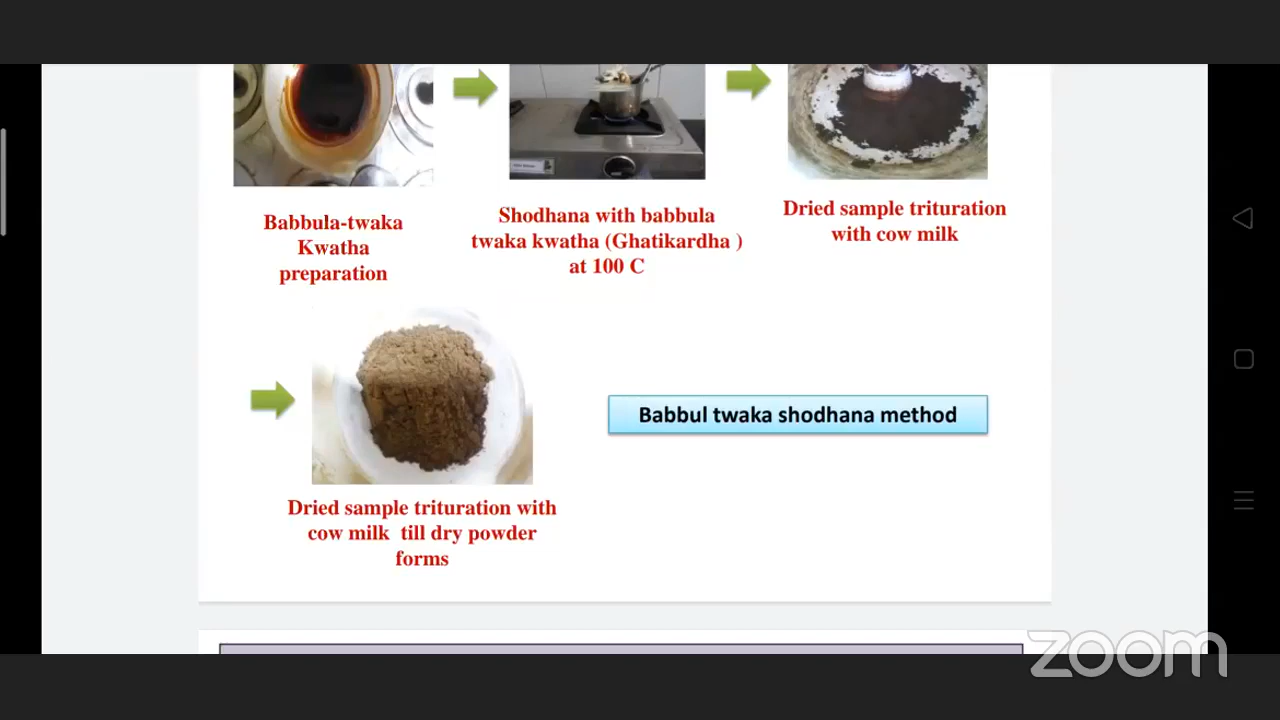 Babbula-twaka
Kwatha
preparation
Shodhana with babbula
twaka kwatha (Ghatikardha )
at 100 C
Dried sample trituration
with cow milk
Babbul twaka shodhana method
Dried sample trituration with
cow milk till dry powder
forms
zoom